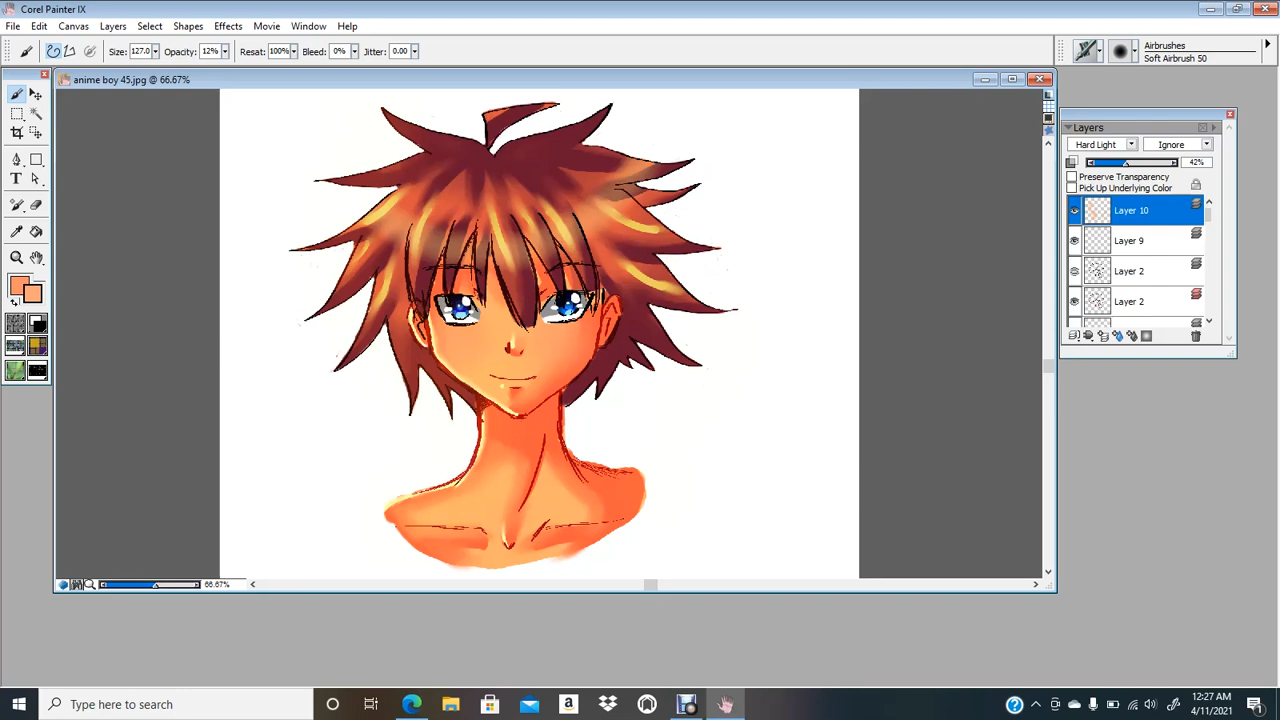 Corel Painter IX
File Edit Canvas Layers Select Shapes Effects Movie Window Help
Size: 127.0 Opacity: 12% Resat: 100% Bleed: 0% Jitter: 0.00
Airbrushes
Soft Airbrush 50
anime boy 45.jpg @ 66.67%
Layers
Hard Light Ignore
42%
Preserve Transparency
Pick Up Underlying Color
Layer 10
Layer 9
Layer 2
Layer 2
T
66.67%
Type here to search
12:27 AM
4/11/2021